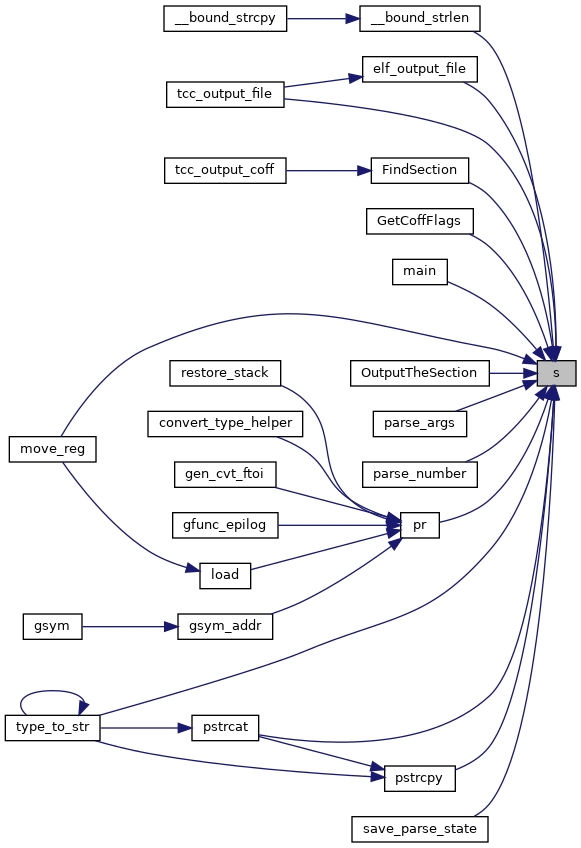 __bound_strcpy
__bound_strlen
elf_output_file
tcc_output_file
tcc_output_coff
FindSection
GetCoffFlags
main
restore_stack
OutputTheSection
s
convert_type_helper
parse_args
move_reg
gen_cvt_ftoi
parse_number
gfunc_epilog
pr
load
gsym
gsym_addr
type_to_str
pstrcat
pstrcpy
save_parse_state